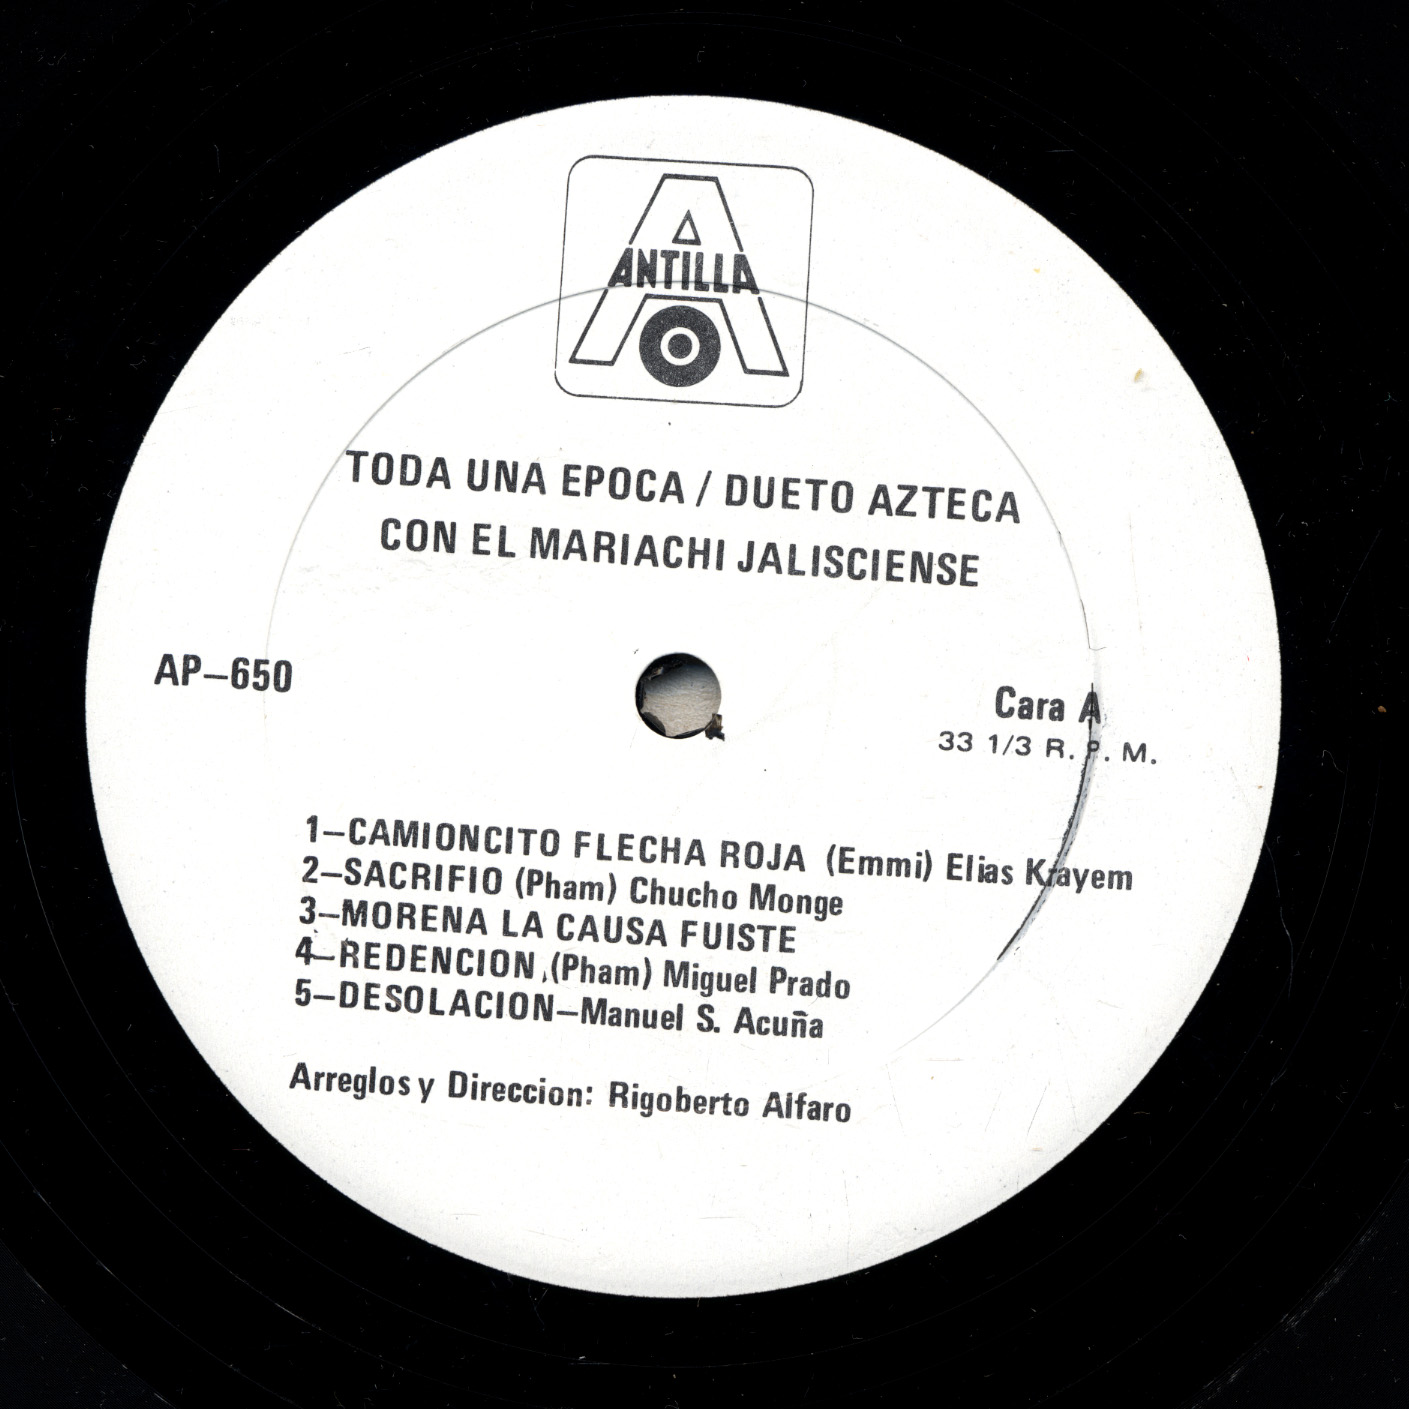 ANTILLA
TODA UNA EPOCA / DUETO AZTECA
CON EL MARIACHI JALISCIENSE
AP–650
Cara A
33 1/3 R. P. M.
1–CAMIONCITO FLECHA ROJA (Emmi) Elias Krayem
2–SACRIFIO (Pham) Chucho Monge
3–MORENA LA CAUSA FUISTE
4–REDENCION (Pham) Miguel Prado
5–DESOLACION–Manuel S. Acuña
Arreglos y Direccion: Rigoberto Alfaro